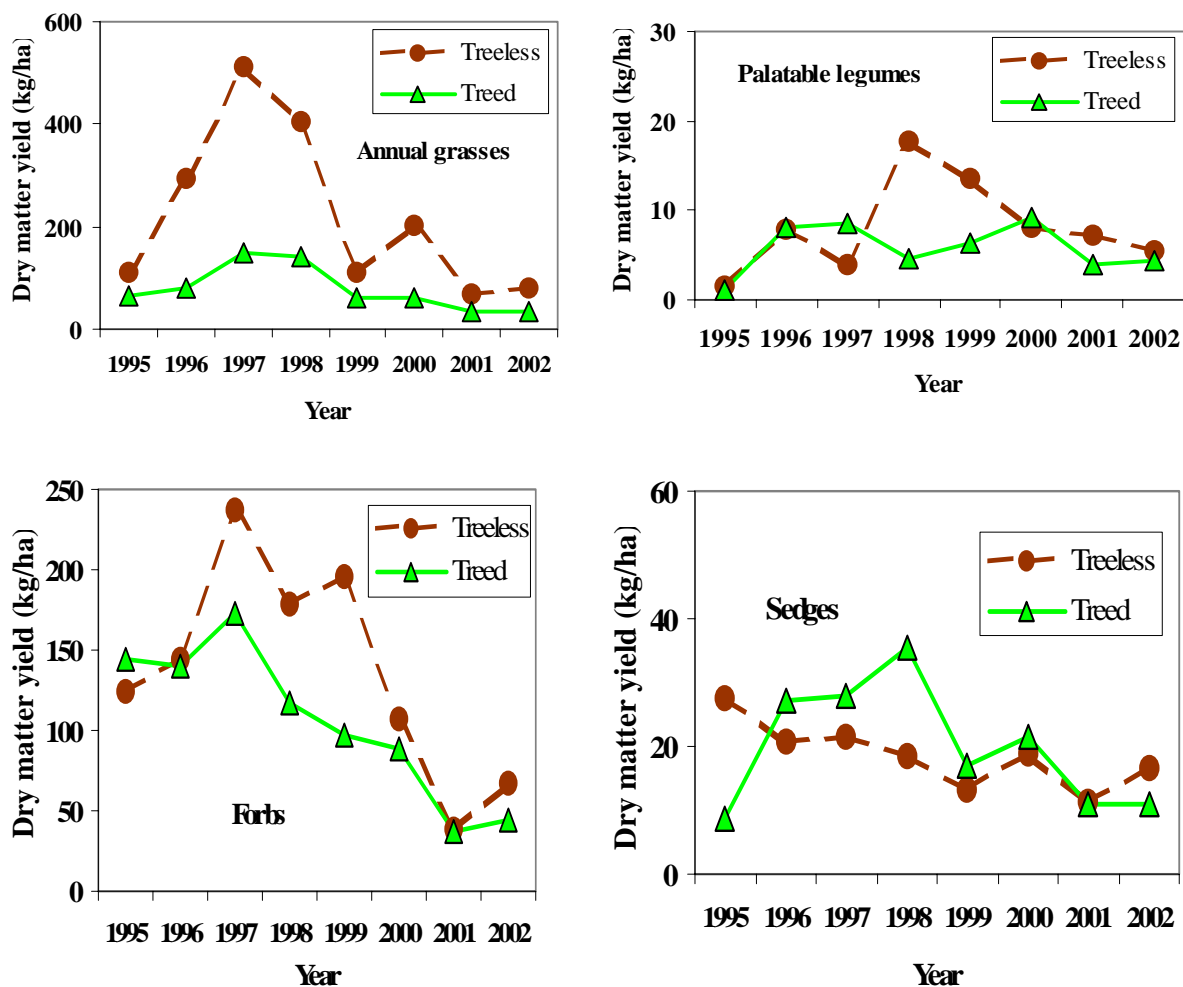 600
400
200
0
Dry matter yield (kg/ha)
Treeless
Treed
Annual grasses
1995 1996 1997 1998 1999 2000 2001 2002
Year
30
20
10
0
Dry matter yield (kg/ha)
Palatable legumes
Treeless
Treed
1995 1996 1997 1998 1999 2000 2001 2002
Year
250
200
150
100
50
0
Dry matter yield (kg/ha)
Treeless
Treed
Forbs
1995 1996 1997 1998 1999 2000 2001 2002
Year
60
40
20
0
Dry matter yield (kg/ha)
Treeless
Treed
Sedges
1995 1996 1997 1998 1999 2000 2001 2002
Year